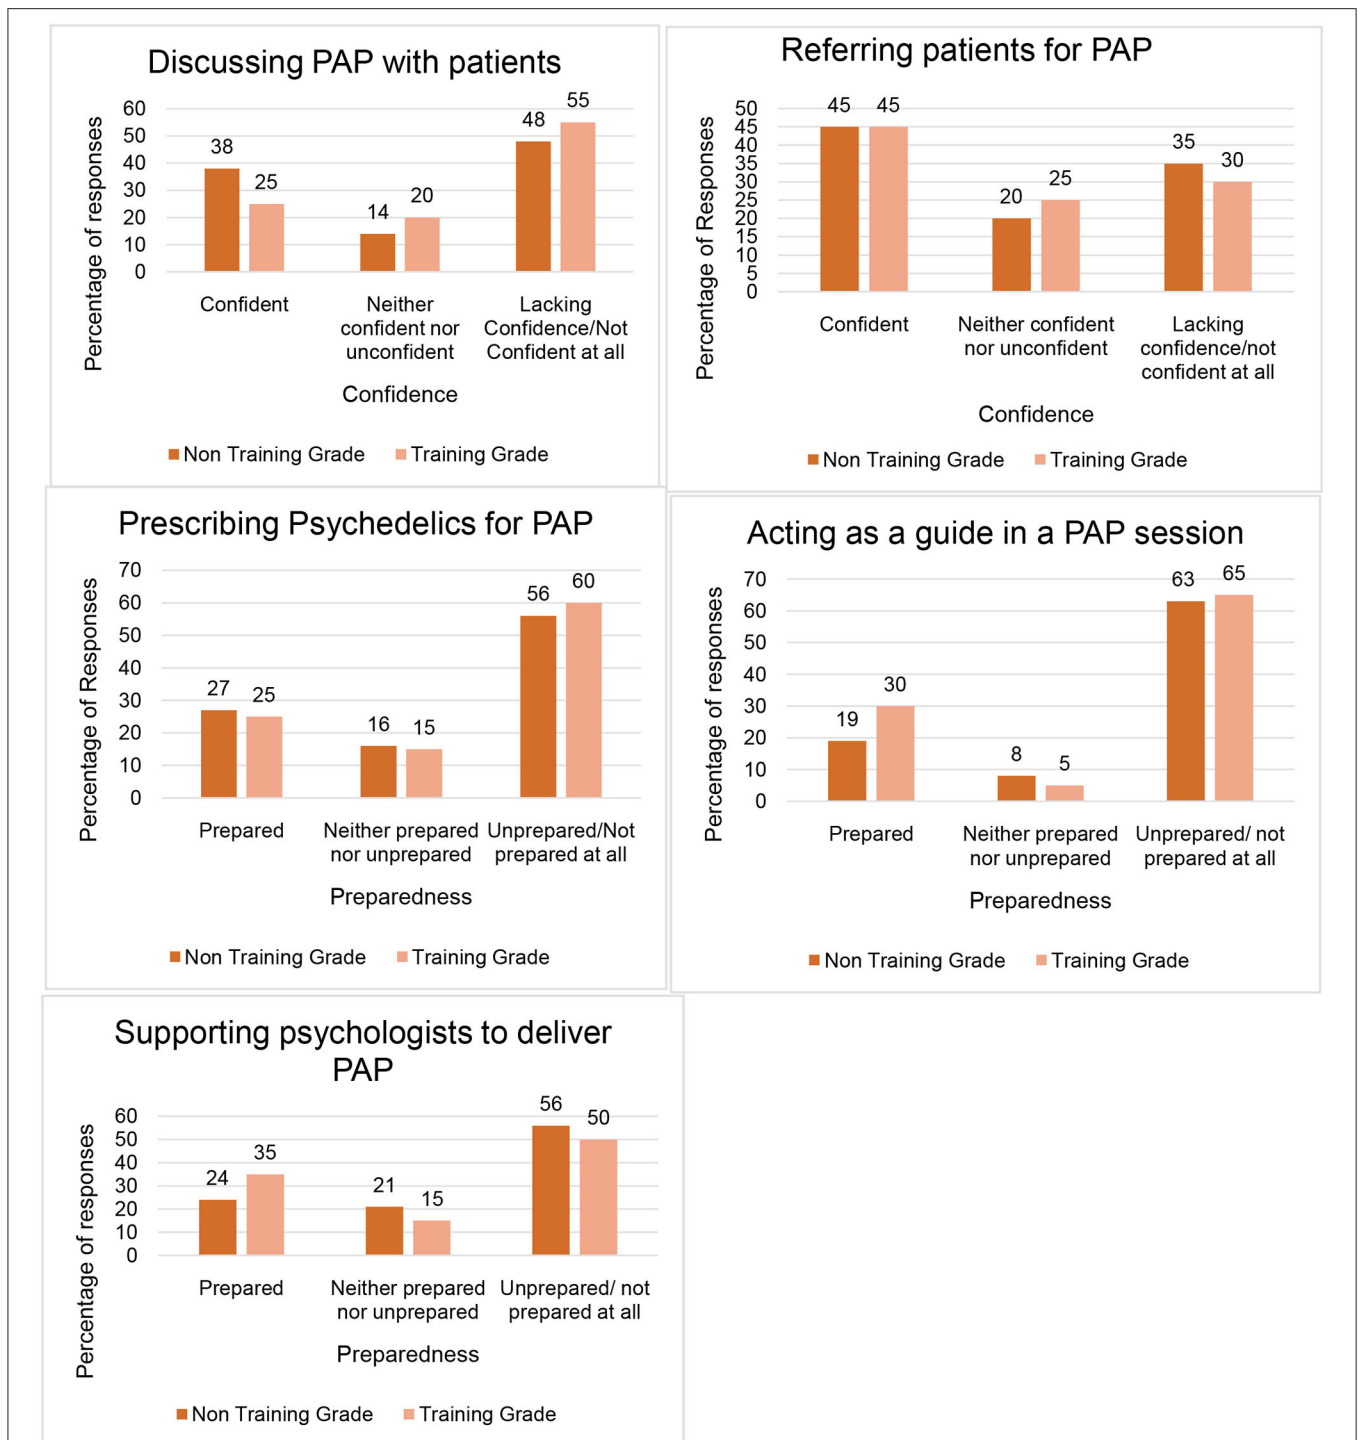 Discussing PAP with patients
Percentage of responses
60
50
40
30
20
10
0
38
25
14
20
48
55
Confident
Neither
confident nor
unconfident
Lacking
Confidence/Not
Confident at all
Confidence
Non Training Grade
Training Grade
Referring patients for PAP
Percentage of Responses
50
45
40
35
30
25
20
15
10
5
0
45
45
20
25
35
30
Confident
Neither confident
nor unconfident
Lacking
confidence/not
confident at all
Confidence
Non Training Grade
Training Grade
Prescribing Psychedelics for PAP
Percentage of Responses
70
60
50
40
30
20
10
0
27
25
16
15
56
60
Prepared
Neither prepared
nor unprepared
Unprepared/Not
prepared at all
Preparedness
Non Training Grade
Training Grade
Acting as a guide in a PAP session
Percentage of responses
70
60
50
40
30
20
10
0
19
30
8
5
63
65
Prepared
Neither prepared
nor unprepared
Unprepared/ not
prepared at all
Preparedness
Non Training Grade
Training Grade
Supporting psychologists to deliver
PAP
Percentage of responses
60
50
40
30
20
10
0
24
35
21
15
56
50
Prepared
Neither prepared
nor unprepared
Unprepared/ not
prepared at all
Preparedness
Non Training Grade
Training Grade